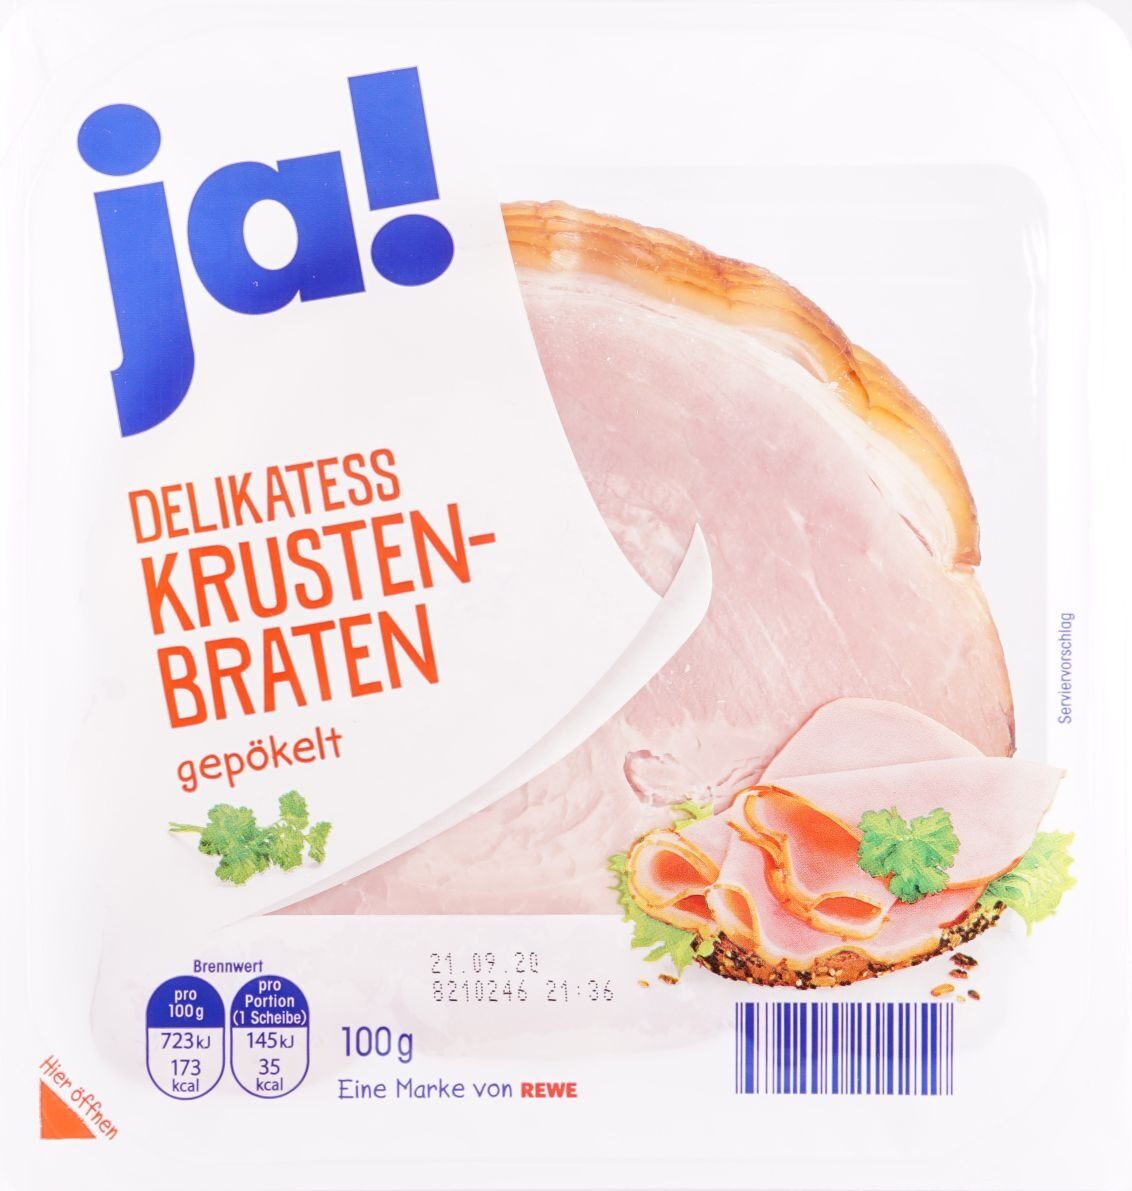 ja!
DELIKATESS
KRUSTEN-
BRATEN
gepökelt
Serviervorschlag
21.09.20
8210246 21:36
Brennwert
pro
100g
723kJ
173
kcal
pro
Portion
(1 Scheibe)
145kJ
35
kcal
100g
Eine Marke von REWE
Hier öffnen